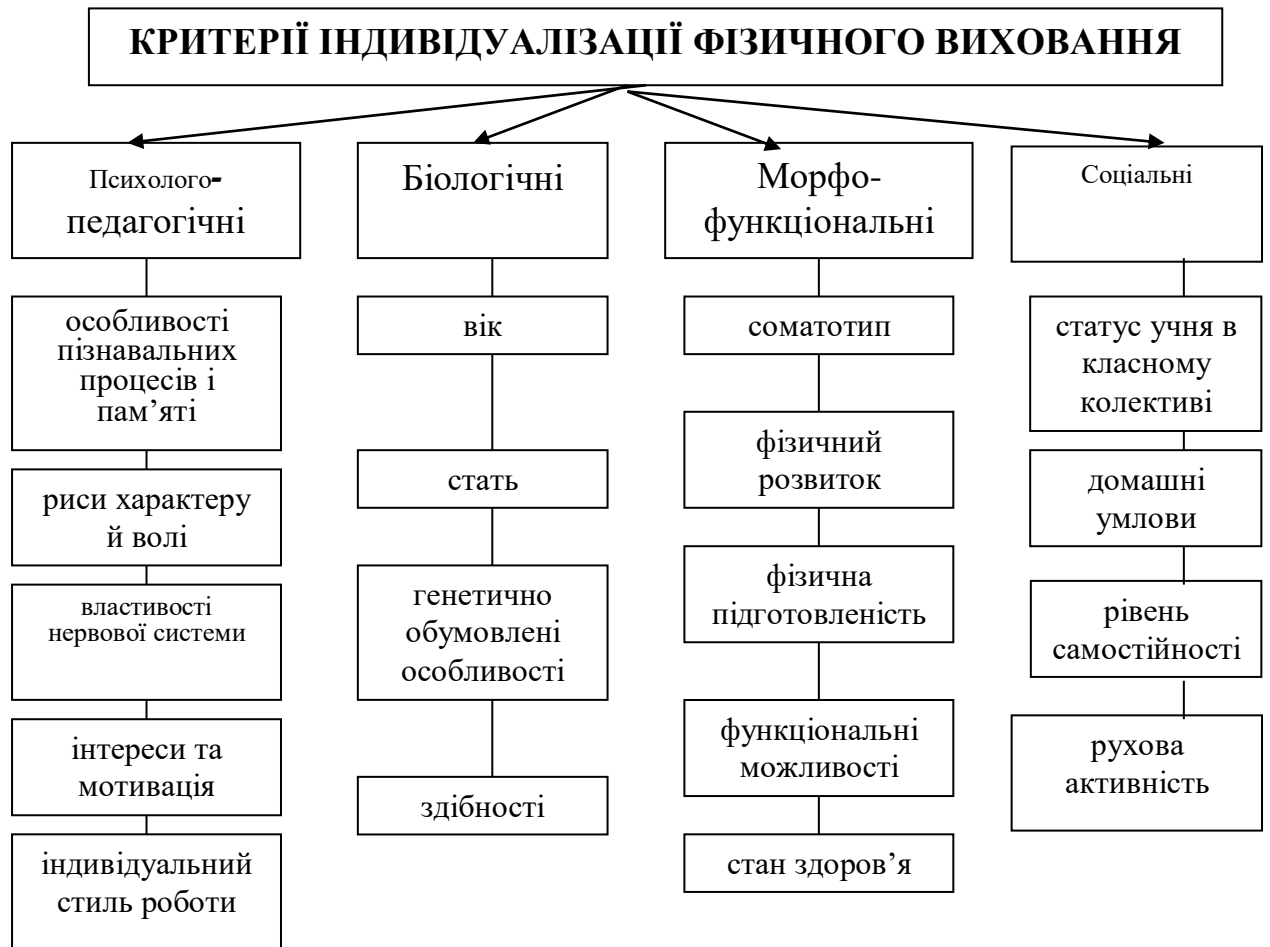 КРИТЕРІЇ ІНДИВІДУАЛІЗАЦІЇ ФІЗИЧНОГО ВИХОВАННЯ
Психолого-
педагогічні
особливості
пізнавальних
процесів і
пам’яті
риси характеру
й волі
властивості
нервової системи
інтереси та
мотивація
індивідуальний
стиль роботи
Біологічні
вік
стать
генетично
обумовлені
особливості
здібності
Морфо-
функціональні
соматотип
фізичний
розвиток
фізична
підготовленість
функціональні
можливості
стан здоров’я
Соціальні
статус учня в
класному
колективі
домашні
умлови
рівень
самостійності
рухова
активність